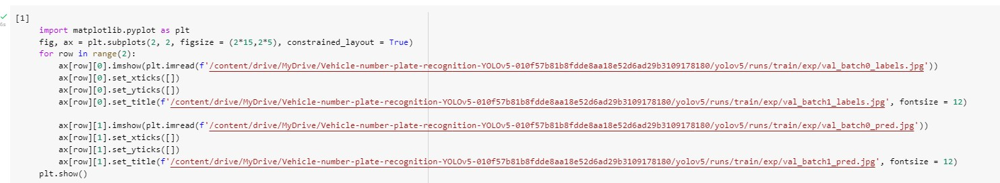 [1]
6s
import matplotlib.pyplot as plt
fig, ax = plt.subplots(2, 2, figsize = (2*15,2*5), constrained_layout = True)
for row in range(2):
    ax[row][0].imshow(plt.imread(f'/content/drive/MyDrive/Vehicle-number-plate-recognition-YOLOv5-010f57b81b8fdde8aa18e52d6ad29b3109178180/yolov5/runs/train/exp/val_batch0_labels.jpg'))
    ax[row][0].set_xticks([])
    ax[row][0].set_yticks([])
    ax[row][0].set_title(f'/content/drive/MyDrive/Vehicle-number-plate-recognition-YOLOv5-010f57b81b8fdde8aa18e52d6ad29b3109178180/yolov5/runs/train/exp/val_batch1_labels.jpg', fontsize = 12)
    ax[row][1].imshow(plt.imread(f'/content/drive/MyDrive/Vehicle-number-plate-recognition-YOLOv5-010f57b81b8fdde8aa18e52d6ad29b3109178180/yolov5/runs/train/exp/val_batch0_pred.jpg'))
    ax[row][1].set_xticks([])
    ax[row][1].set_yticks([])
    ax[row][1].set_title(f'/content/drive/MyDrive/Vehicle-number-plate-recognition-YOLOv5-010f57b81b8fdde8aa18e52d6ad29b3109178180/yolov5/runs/train/exp/val_batch1_pred.jpg', fontsize = 12)
plt.show()